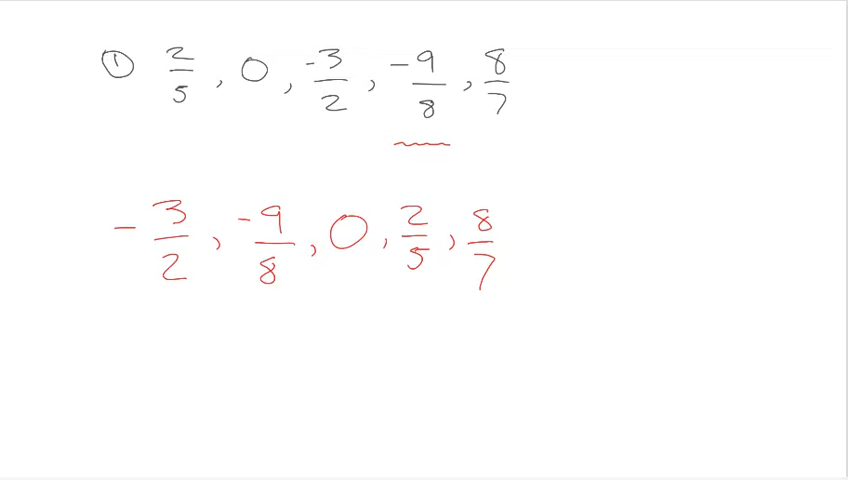 ① 2/5, 0, -3/2, -9/8, 8/7
-3/2, -9/8, 0, 2/5, 8/7